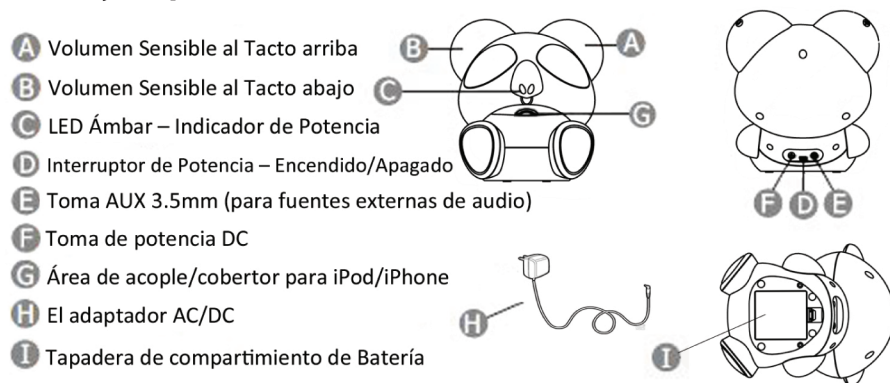 A Volumen Sensible al Tacto arriba
B Volumen Sensible al Tacto abajo
C LED Ámbar – Indicador de Potencia
D Interruptor de Potencia – Encendido/Apagado
E Toma AUX 3.5mm (para fuentes externas de audio)
F Toma de potencia DC
G Área de acople/cobertor para iPod/iPhone
H El adaptador AC/DC
I Tapadera de compartimiento de Batería
B
A
C
G
F D E
H
I